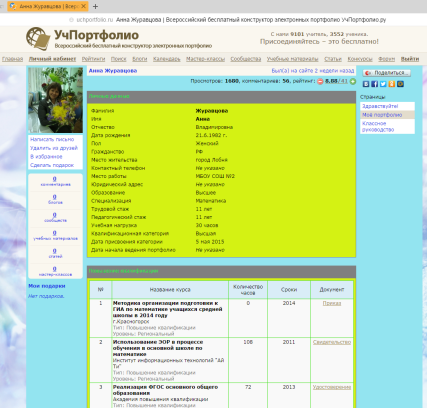 Анна Журавцова | Всерос
uchportfolio.ru Анна Журавцова | Всероссийский бесплатный конструктор электронных портфолио УчПортфолио.ру
УчПортфолио
Всероссийский бесплатный конструктор электронных портфолио
С нами 9101 учитель, 3552 ученика.
Присоединяйтесь – это бесплатно!
Главная Личный кабинет Рейтинги Поиск Блоги Календарь Мастер-классы Сообщества Учебные материалы Статьи Конкурсы Форум Выйти
Анна Журавцова
Был(а) на сайте 2 недели назад
Просмотров: 1680, комментариев: 56, рейтинг: 8.88/41
Поделиться...
Страницы
Здравствуйте!
Моё портфолио
Классное руководство
Написать письмо
Удалить из друзей
В избранное
Сделать подарок
0
комментариев
0
блогов
0
сообществ
0
учебных материалов
0
статей
0
мастер-классов
Мои подарки
Нет подарков.
Личные данные
Фамилия Журавцова
Имя Анна
Отчество Владимировна
Дата рождения 21.6.1982 г.
Пол Женский
Гражданство РФ
Место жительства город Лобня
Контактный телефон Не указано
Место работы МБОУ СОШ №2
Юридический адрес Не указано
Образование Высшее
Специализация Математика
Трудовой стаж 11 лет
Педагогический стаж 11 лет
Учебная нагрузка 30 часов
Квалификационная категория Высшая
Дата присвоения категории 5 мая 2015
Дата начала ведения портфолио Не указано
Повышение квалификации
№ Название курса Количество часов Сроки Документ
1 Методика организации подготовки к ГИА по математике учащихся средней школы в 2014 году 0 2014 Приказ
г.Красногорск
Тип: Повышение квалификации
Уровень: Региональный
2 Использование ЭОР в процессе обучения в основной школе по математике 108 2011 Свидетельство
Институт информационных технологий "АйТи"
Тип: Повышение квалификации
Уровень: Региональный
3 Реализация ФГОС основного общего образования 72 2013 Удостоверение
Академия повышения квалификации
Тип: Повышение квалификации